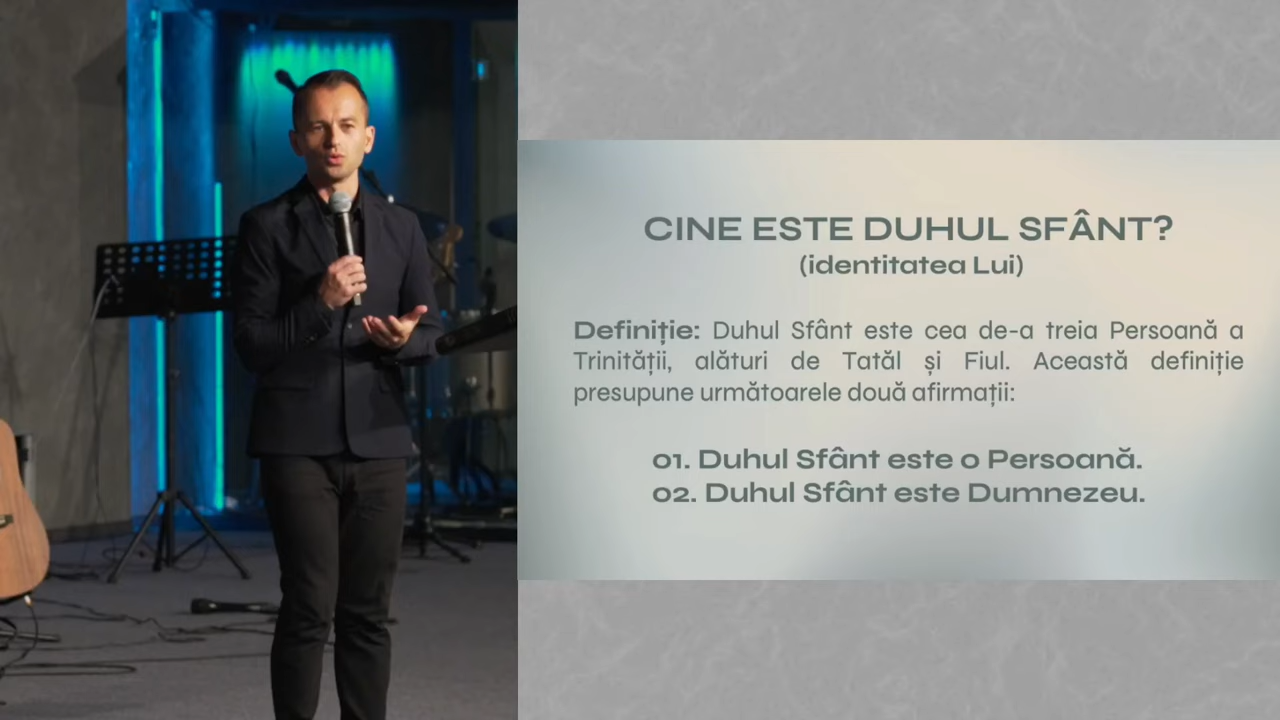 CINE ESTE DUHUL SFÂNT?
(identitatea Lui)
Definiție: Duhul Sfânt este cea de-a treia Persoană a
Trinității, alături de Tatăl și Fiul. Această definiție
presupune următoarele două afirmații:
01. Duhul Sfânt este o Persoană.
02. Duhul Sfânt este Dumnezeu.